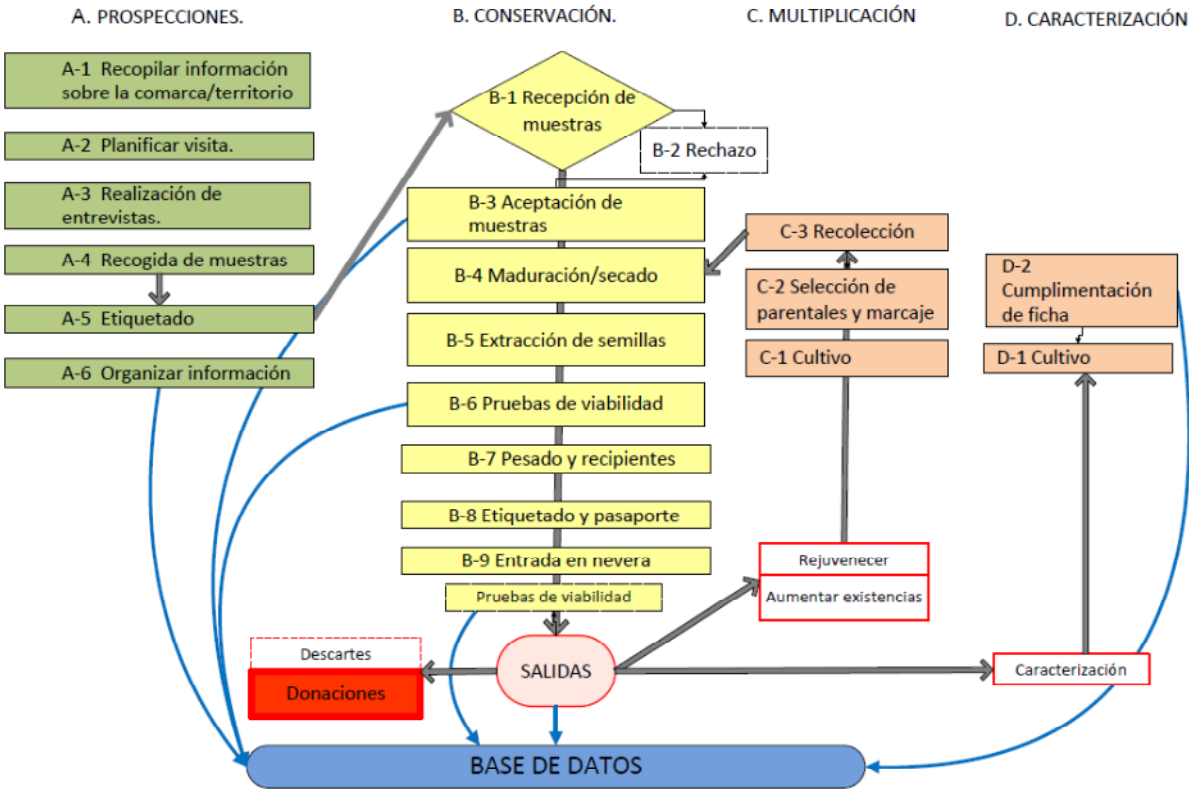 A. PROSPECCIONES.
B. CONSERVACIÓN.
C. MULTIPLICACIÓN
D. CARACTERIZACIÓN
A-1 Recopilar información
sobre la comarca/territorio
A-2 Planificar visita.
A-3 Realización de
entrevistas.
A-4 Recogida de muestras
A-5 Etiquetado
A-6 Organizar información
B-1 Recepción de
muestras
B-2 Rechazo
B-3 Aceptación de
muestras
B-4 Maduración/secado
B-5 Extracción de semillas
B-6 Pruebas de viabilidad
B-7 Pesado y recipientes
B-8 Etiquetado y pasaporte
B-9 Entrada en nevera
Pruebas de viabilidad
C-3 Recolección
C-2 Selección de
parentales y marcaje
C-1 Cultivo
Rejuvenecer
Aumentar existencias
D-2
Cumplimentación
de ficha
D-1 Cultivo
Caracterización
Descartes
Donaciones
SALIDAS
BASE DE DATOS